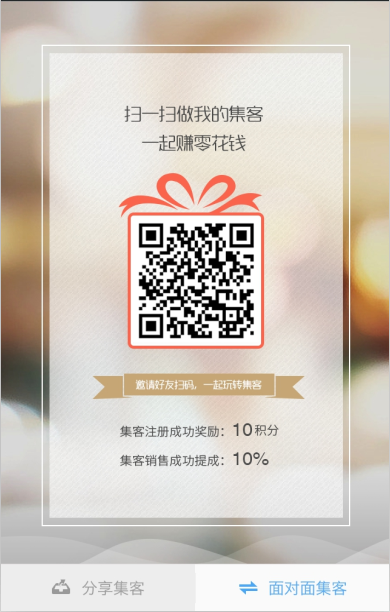 扫一扫做我的集客
一起赚零花钱
邀请好友扫码，一起玩转集客
集客注册成功奖励：10积分
集客销售成功提成：10%
分享集客
面对面集客